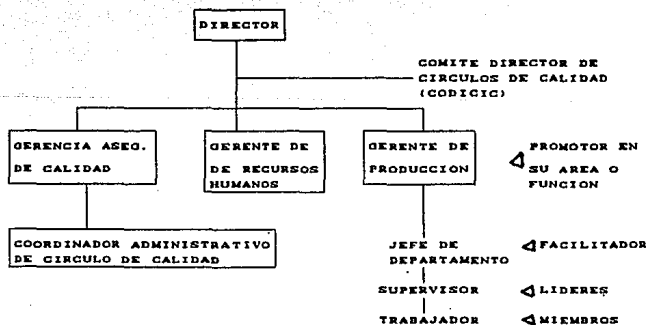 DIRECTOR
COMITE DIRECTOR DE
CIRCULOS DE CALIDAD
(CODICIC)
GERENCIA ASEG.
DE CALIDAD
GERENTE DE
DE RECURSOS
HUMANOS
GERENTE DE
PRODUCCION
PROMOTOR EN
SU AREA O
FUNCION
COORDINADOR ADMINISTRATIVO
DE CIRCULO DE CALIDAD
JEFE DE
DEPARTAMENTO
FACILITADOR
SUPERVISOR
LIDERES
TRABAJADOR
MIEMBROS